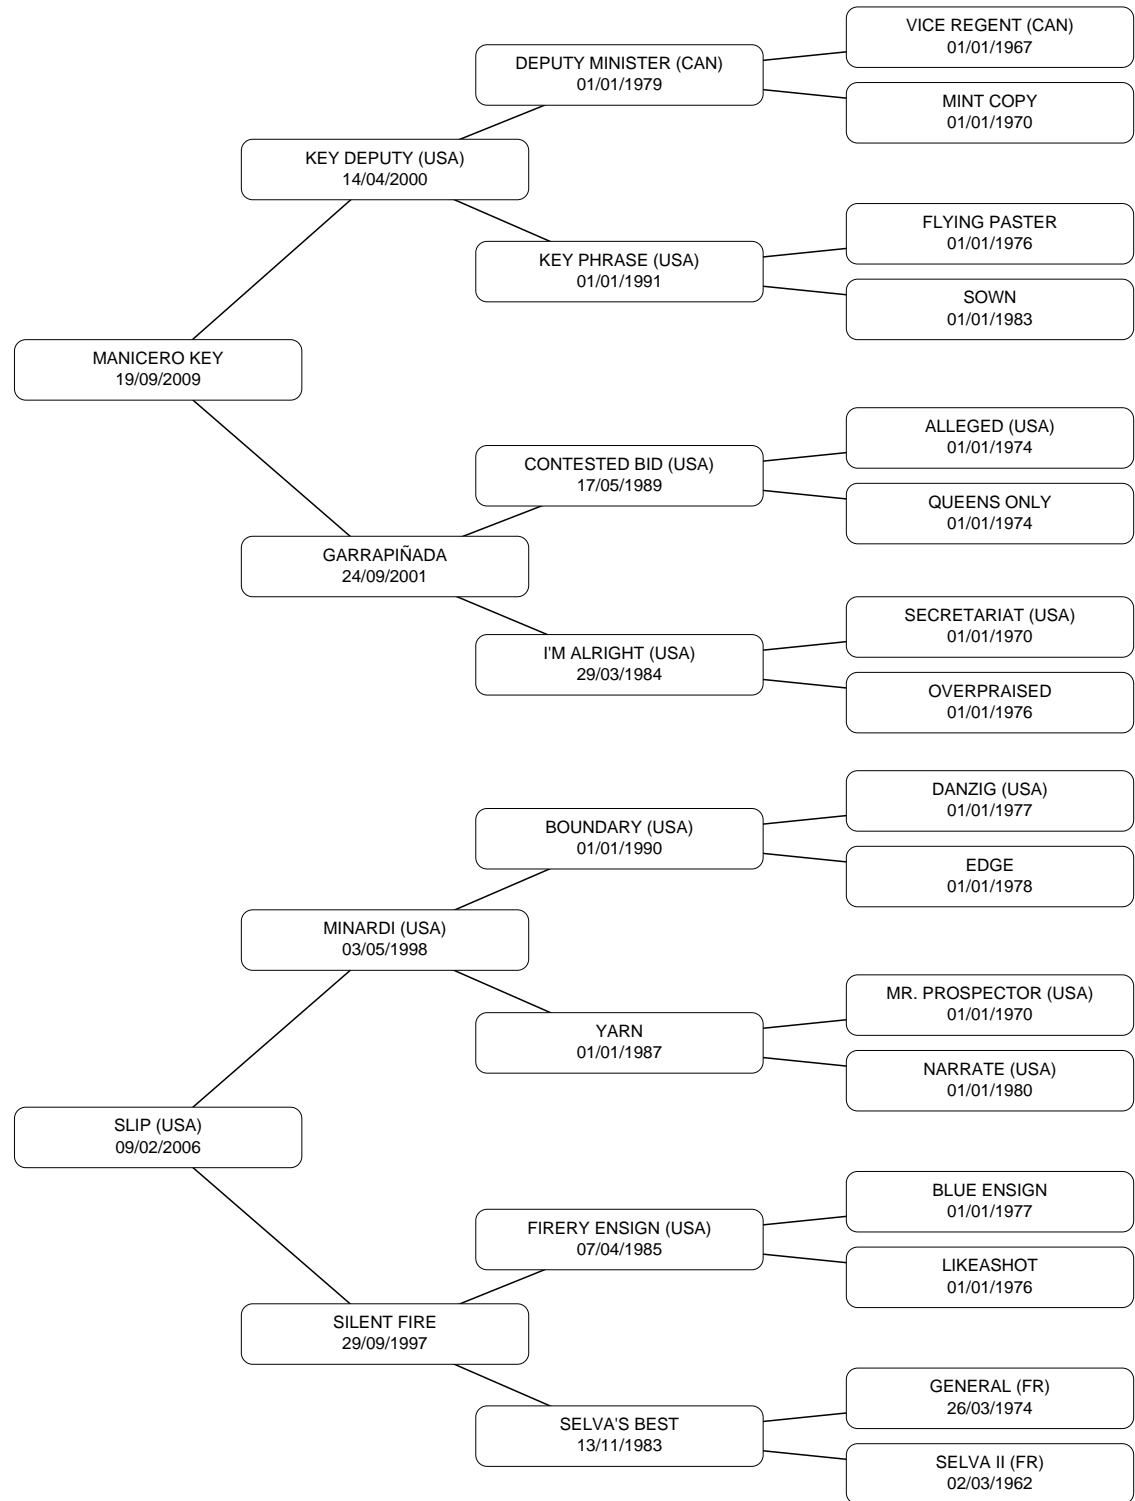 VICE REGENT (CAN)
01/01/1967
DEPUTY MINISTER (CAN)
01/01/1979
MINT COPY
01/01/1970
KEY DEPUTY (USA)
14/04/2000
FLYING PASTER
01/01/1976
KEY PHRASE (USA)
01/01/1991
SOWN
01/01/1983
MANICERO KEY
19/09/2009
ALLEGED (USA)
01/01/1974
CONTESTED BID (USA)
17/05/1989
QUEENS ONLY
01/01/1974
GARRAPIÑADA
24/09/2001
SECRETARIAT (USA)
01/01/1970
I'M ALRIGHT (USA)
29/03/1984
OVERPRAISED
01/01/1976
DANZIG (USA)
01/01/1977
BOUNDARY (USA)
01/01/1990
EDGE
01/01/1978
MINARDI (USA)
03/05/1998
MR. PROSPECTOR (USA)
01/01/1970
YARN
01/01/1987
NARRATE (USA)
01/01/1980
SLIP (USA)
09/02/2006
BLUE ENSIGN
01/01/1977
FIRERY ENSIGN (USA)
07/04/1985
LIKEASHOT
01/01/1976
SILENT FIRE
29/09/1997
GENERAL (FR)
26/03/1974
SELVA'S BEST
13/11/1983
SELVA II (FR)
02/03/1962